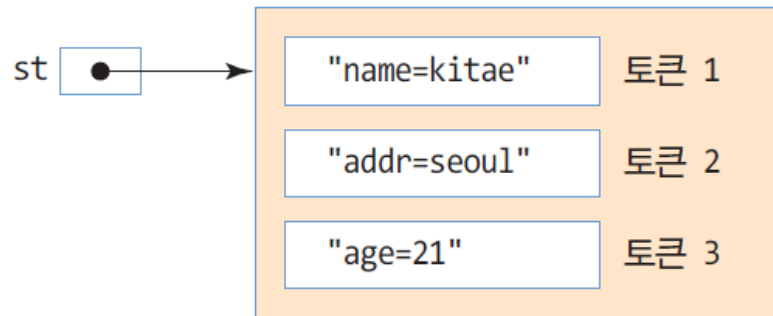 st
"name=kitae" 토큰 1
"addr=seoul" 토큰 2
"age=21" 토큰 3